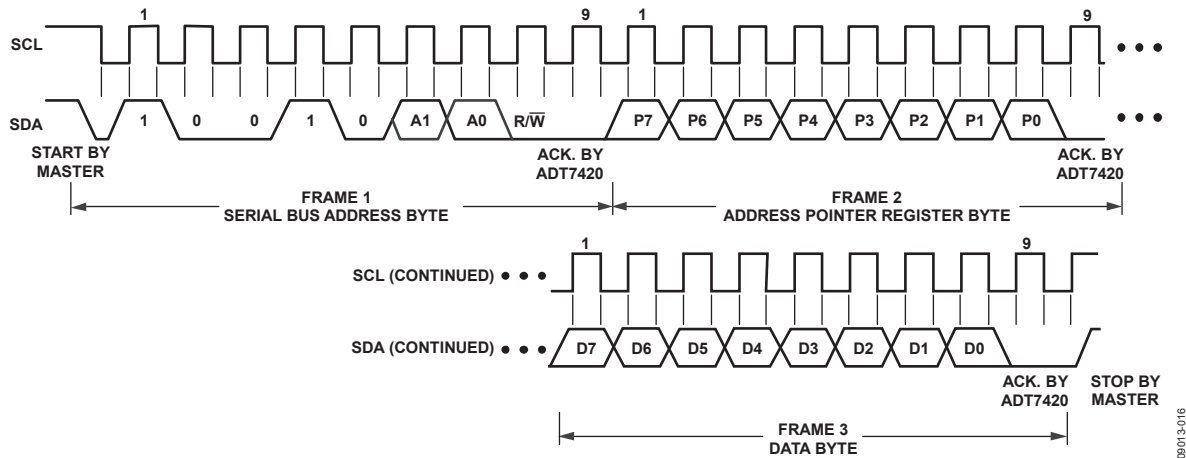 1 9 1 9
SCL
SDA
1 0 0 1 0 A1 A0 R/W̅ P7 P6 P5 P4 P3 P2 P1 P0
START BY
MASTER
ACK. BY
ADT7420
ACK. BY
ADT7420
FRAME 1
SERIAL BUS ADDRESS BYTE
FRAME 2
ADDRESS POINTER REGISTER BYTE
1 9
SCL (CONTINUED)
SDA (CONTINUED)
D7 D6 D5 D4 D3 D2 D1 D0
ACK. BY
ADT7420
STOP BY
MASTER
FRAME 3
DATA BYTE
09013-016